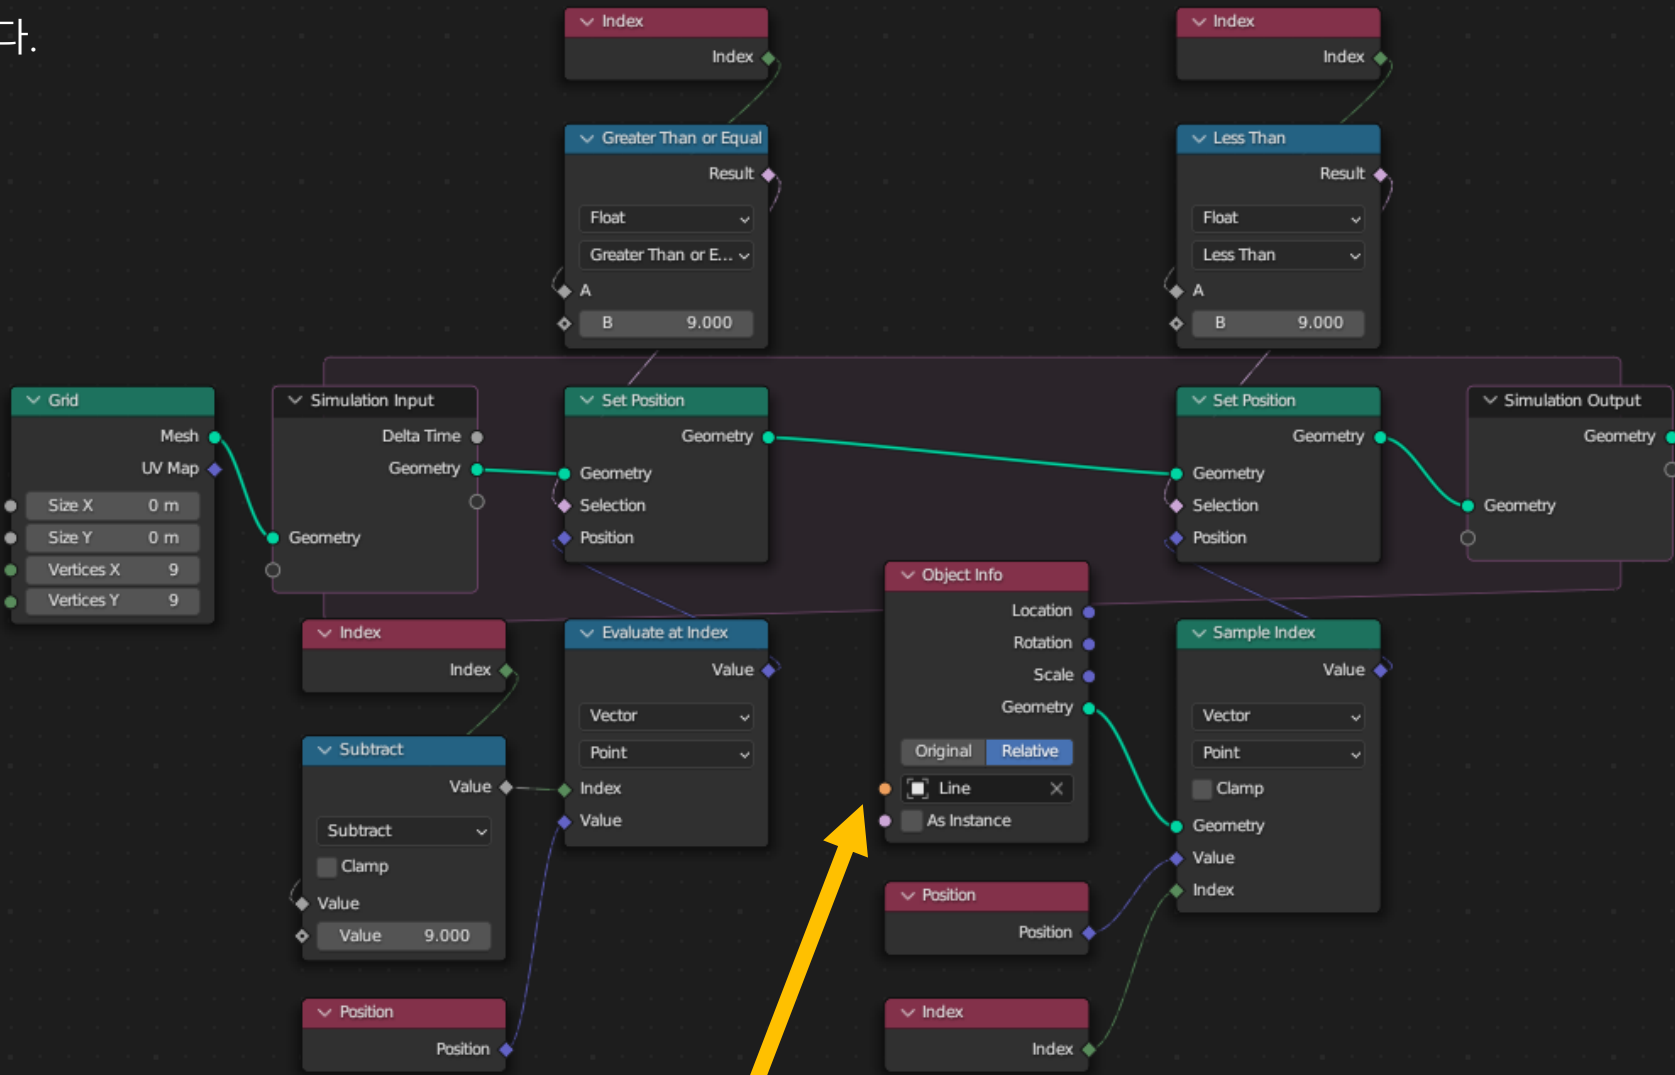 다.
Index
Index
Greater Than or Equal
Result
Float
Greater Than or E...
A
B 9.000
Index
Index
Less Than
Result
Float
Less Than
A
B 9.000
Grid
Mesh
UV Map
Size X 0 m
Size Y 0 m
Vertices X 9
Vertices Y 9
Simulation Input
Delta Time
Geometry
Geometry
Set Position
Geometry
Geometry
Selection
Position
Set Position
Geometry
Geometry
Selection
Position
Simulation Output
Geometry
Geometry
Index
Index
Subtract
Value
Subtract
Clamp
Value
Value 9.000
Position
Position
Evaluate at Index
Value
Vector
Point
Index
Value
Object Info
Location
Rotation
Scale
Geometry
Original Relative
Line
As Instance
Position
Position
Index
Index
Sample Index
Value
Vector
Point
Clamp
Geometry
Value
Index